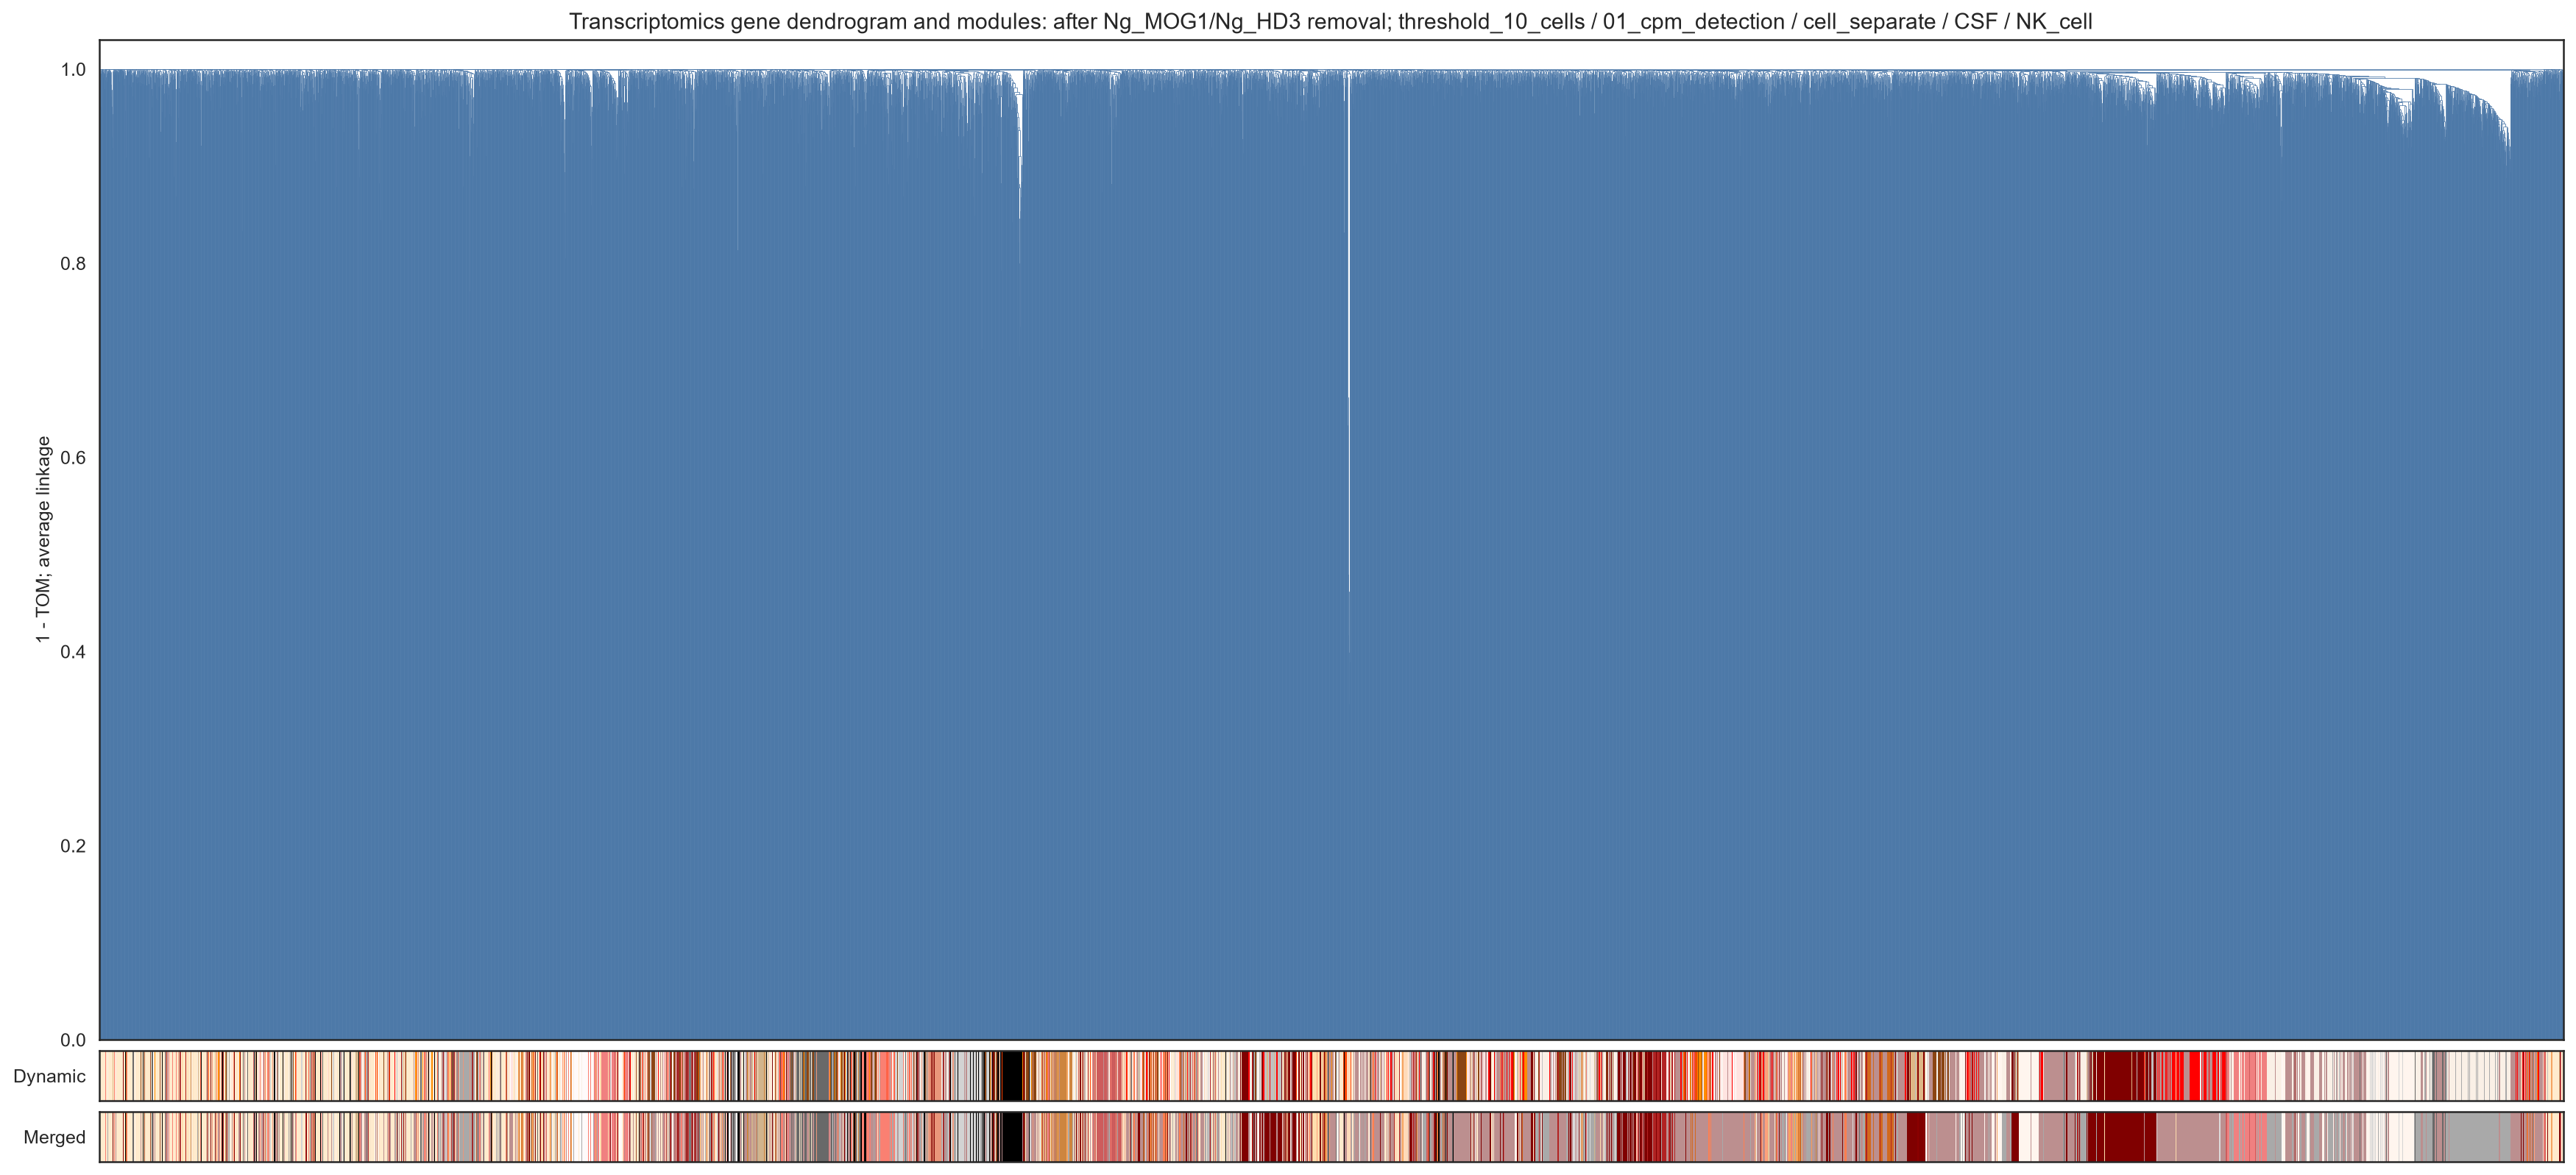 Transcriptomics gene dendrogram and modules: after Ng_MOG1/Ng_HD3 removal; threshold_10_cells / 01_cpm_detection / cell_separate / CSF / NK_cell
1 - TOM; average linkage
1.0
0.8
0.6
0.4
0.2
0.0
Dynamic
Merged